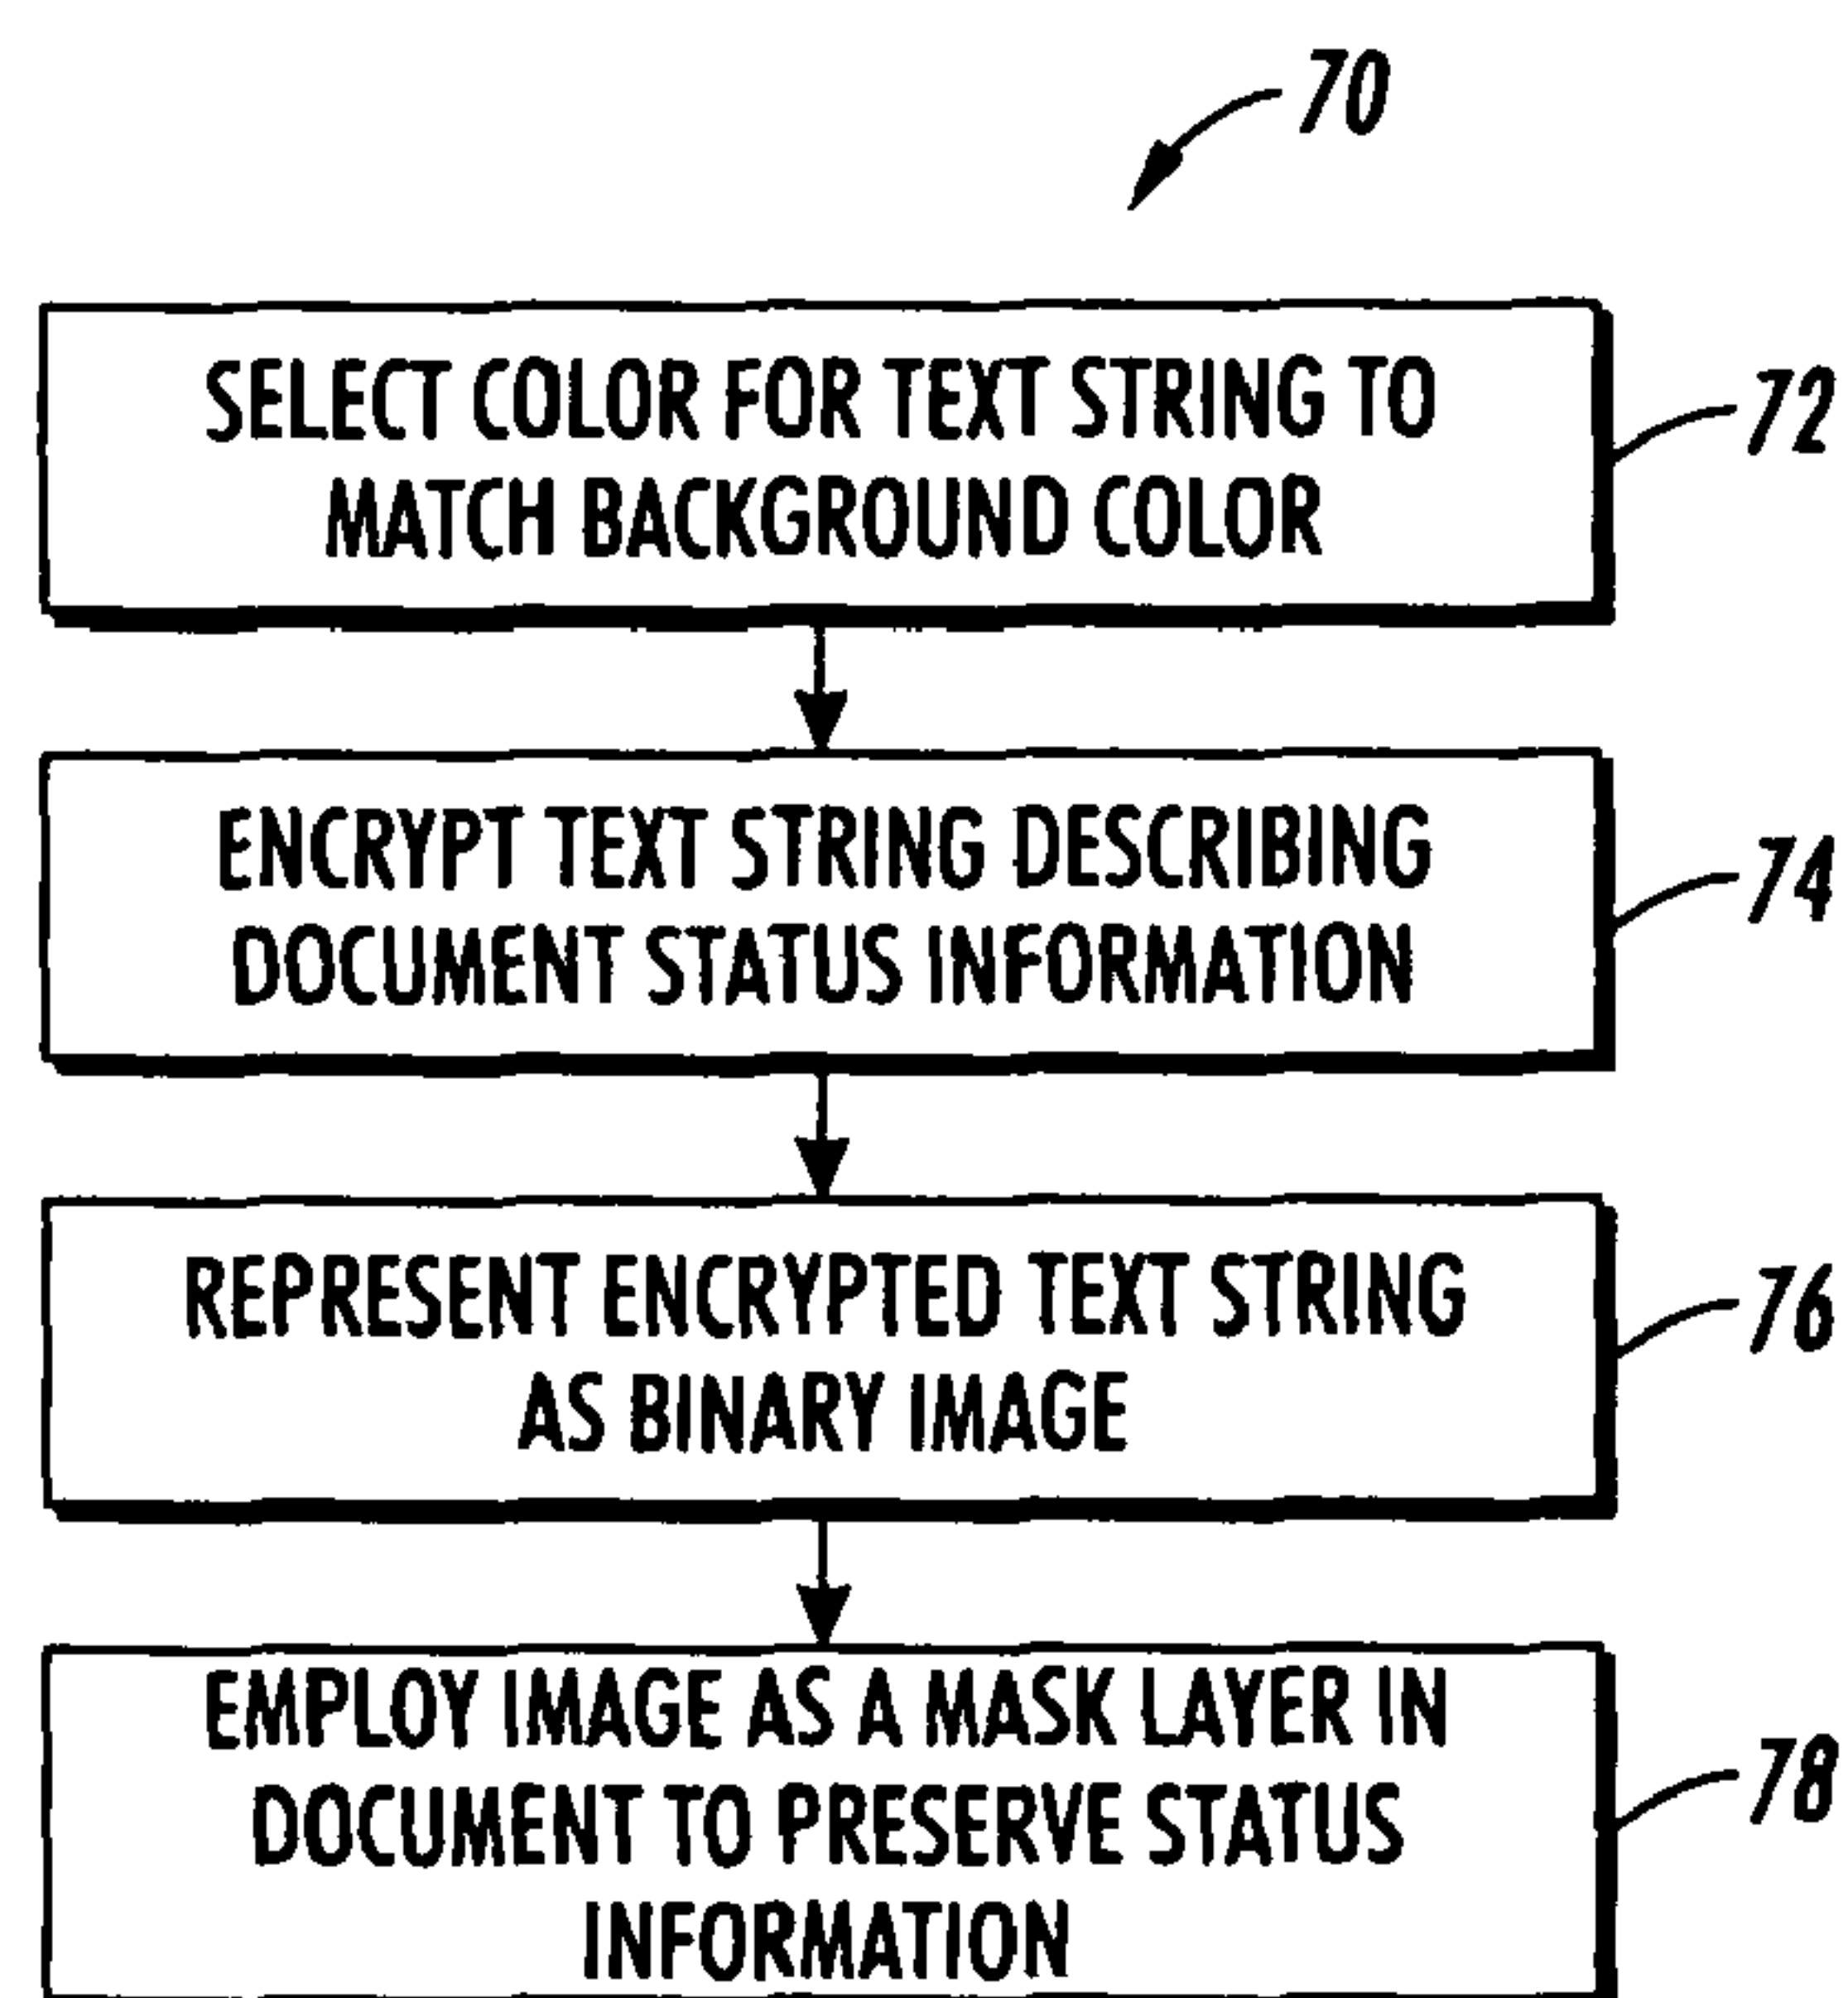 70
SELECT COLOR FOR TEXT STRING TO
MATCH BACKGROUND COLOR
72
ENCRYPT TEXT STRING DESCRIBING
DOCUMENT STATUS INFORMATION
74
REPRESENT ENCRYPTED TEXT STRING
AS BINARY IMAGE
76
EMPLOY IMAGE AS A MASK LAYER IN
DOCUMENT TO PRESERVE STATUS
INFORMATION
78